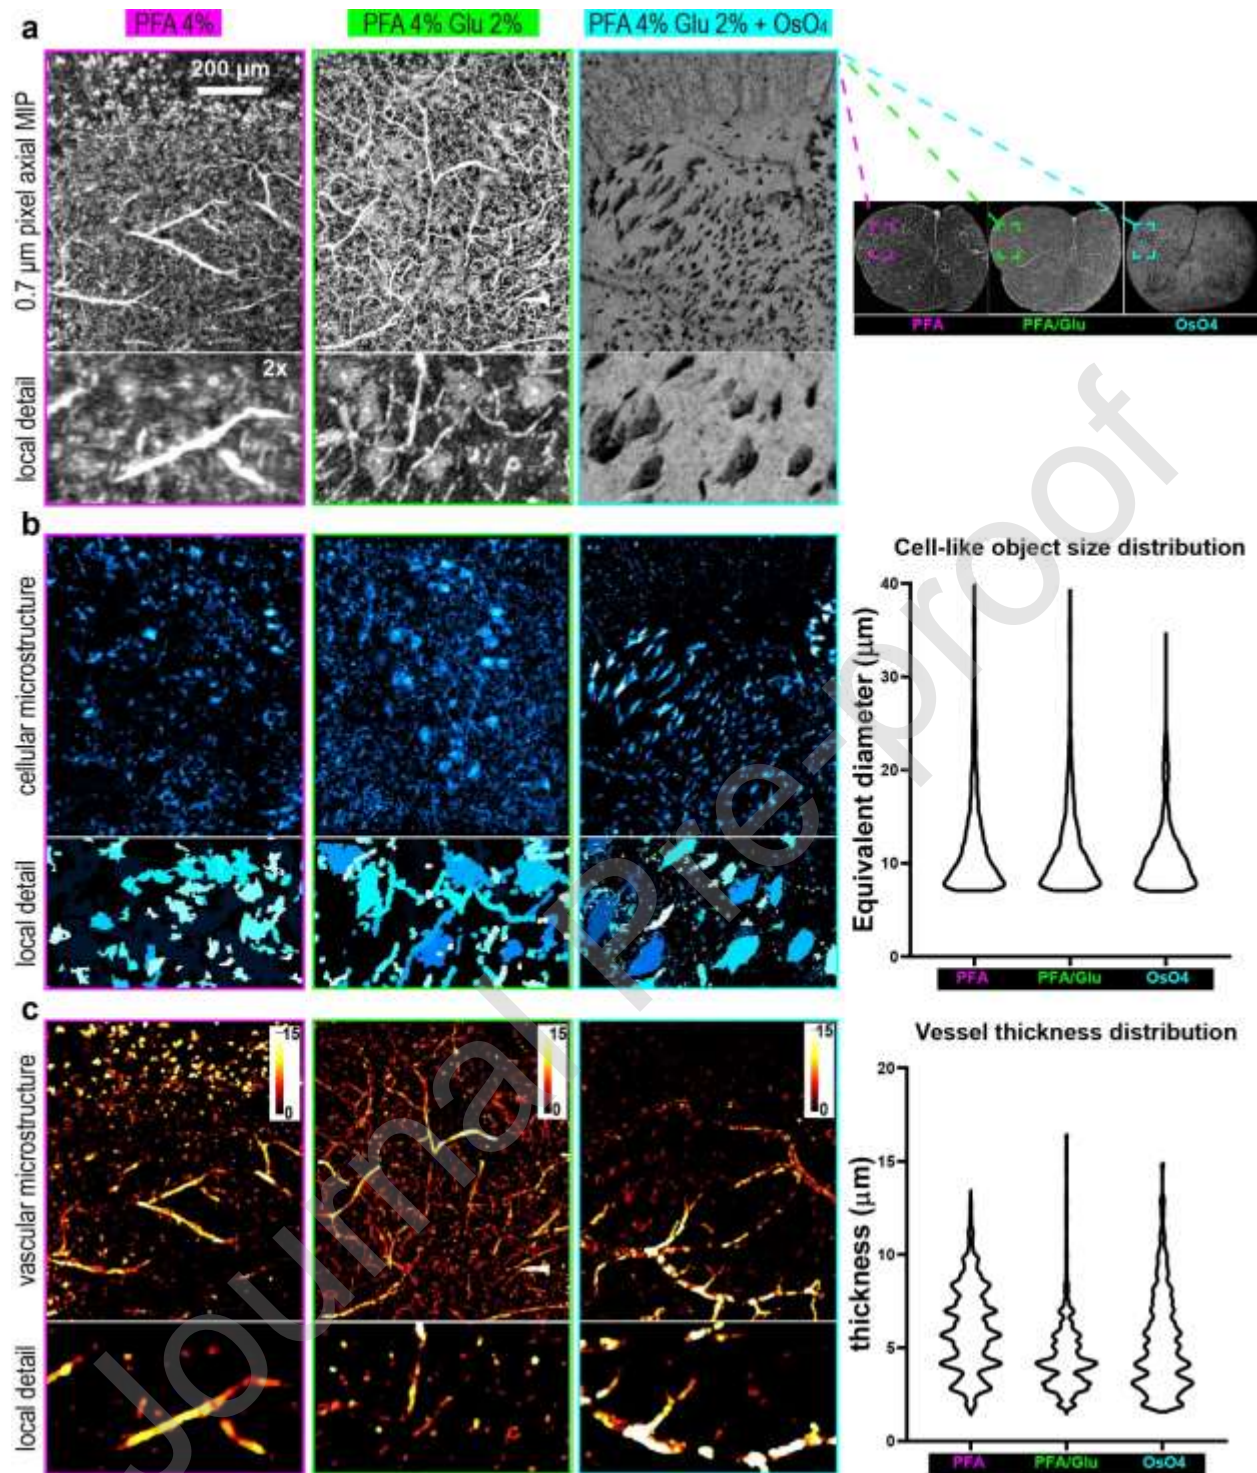 a
PFA 4%
PFA 4% Glu 2%
PFA 4% Glu 2% + OsO4
0.7 µm pixel axial MIP
200 µm
local detail
2x
PFA
PFA/Glu
OsO4
b
cellular microstructure
local detail
Cell-like object size distribution
Equivalent diameter (µm)
40
30
20
10
0
PFA
PFA/Glu
OsO4
c
vascular microstructure
local detail
15
0
15
0
15
0
Vessel thickness distribution
thickness (µm)
20
15
10
5
0
PFA
PFA/Glu
OsO4
Journal Pre-proof